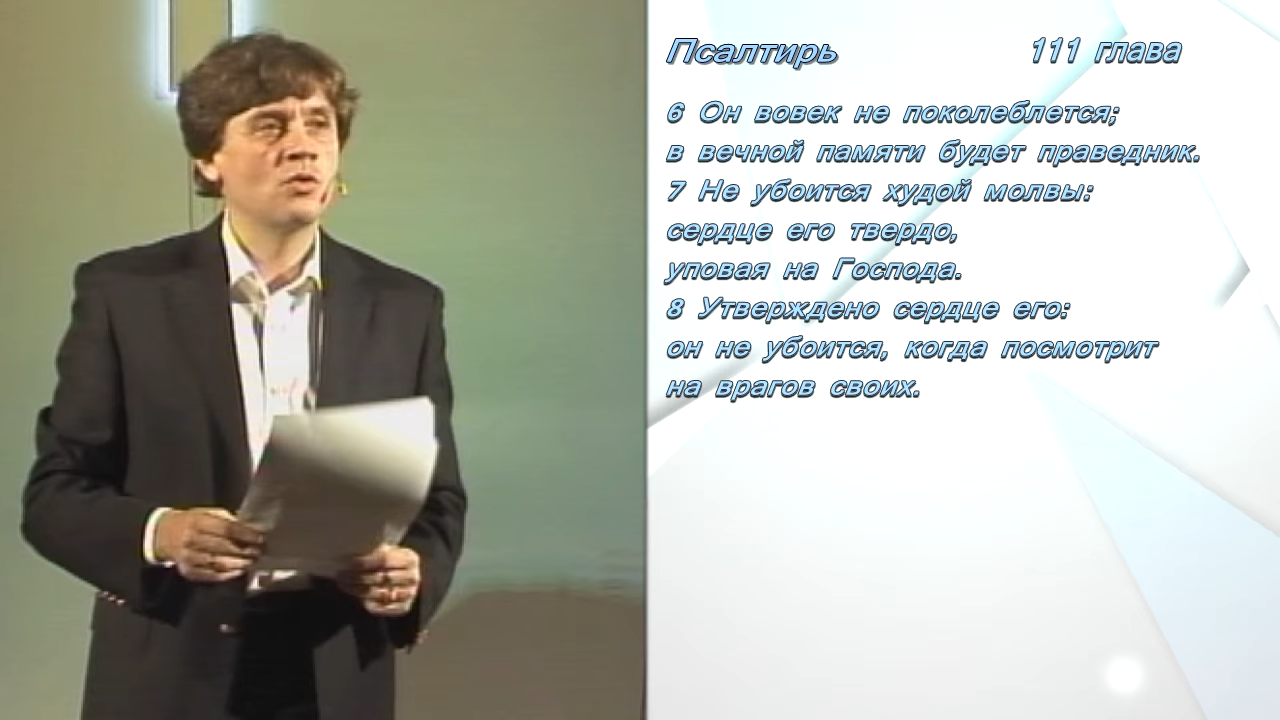 Псалтирь 111 глава
6 Он вовек не поколеблется;
в вечной памяти будет праведник.
7 Не убоится худой молвы:
сердце его твердо,
уповая на Господа.
8 Утверждено сердце его:
он не убоится, когда посмотрит
на врагов своих.